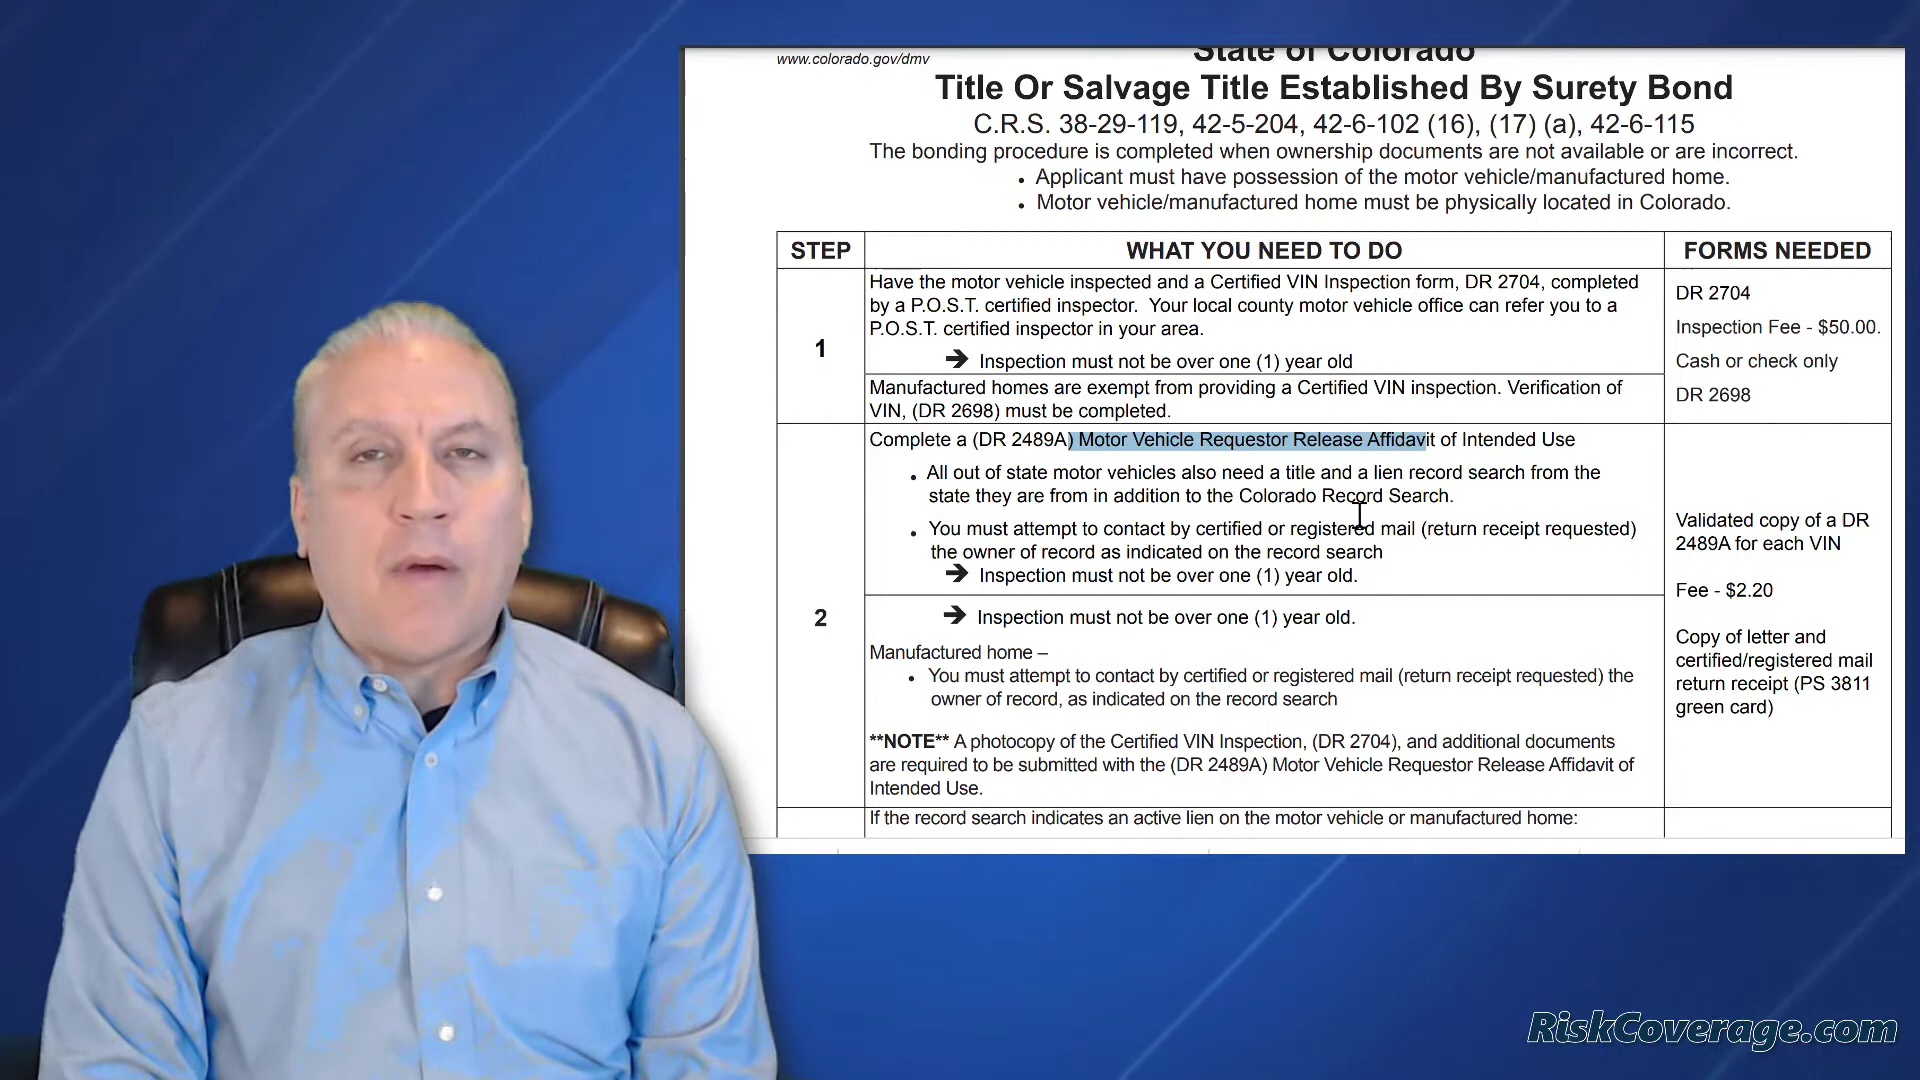 www.colorado.gov/dmv
State of Colorado
Title Or Salvage Title Established By Surety Bond
C.R.S. 38-29-119, 42-5-204, 42-6-102 (16), (17) (a), 42-6-115
The bonding procedure is completed when ownership documents are not available or are incorrect.
• Applicant must have possession of the motor vehicle/manufactured home.
• Motor vehicle/manufactured home must be physically located in Colorado.
STEP
WHAT YOU NEED TO DO
FORMS NEEDED
1
Have the motor vehicle inspected and a Certified VIN Inspection form, DR 2704, completed
by a P.O.S.T. certified inspector. Your local county motor vehicle office can refer you to a
P.O.S.T. certified inspector in your area.
➔ Inspection must not be over one (1) year old
Manufactured homes are exempt from providing a Certified VIN inspection. Verification of
VIN, (DR 2698) must be completed.
DR 2704
Inspection Fee - $50.00.
Cash or check only
DR 2698
2
Complete a (DR 2489A) Motor Vehicle Requestor Release Affidavit of Intended Use
• All out of state motor vehicles also need a title and a lien record search from the
state they are from in addition to the Colorado Record Search.
• You must attempt to contact by certified or registered mail (return receipt requested)
the owner of record as indicated on the record search
➔ Inspection must not be over one (1) year old.
➔ Inspection must not be over one (1) year old.
Manufactured home –
• You must attempt to contact by certified or registered mail (return receipt requested) the
owner of record, as indicated on the record search
**NOTE** A photocopy of the Certified VIN Inspection, (DR 2704), and additional documents
are required to be submitted with the (DR 2489A) Motor Vehicle Requestor Release Affidavit of
Intended Use.
Validated copy of a DR
2489A for each VIN
Fee - $2.20
Copy of letter and
certified/registered mail
return receipt (PS 3811
green card)
If the record search indicates an active lien on the motor vehicle or manufactured home:
RiskCoverage.com